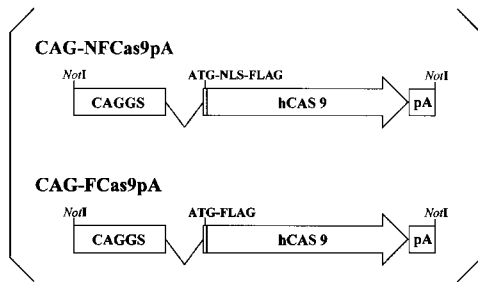 CAG-NFCas9pA
NotI ATG-NLS-FLAG NotI
CAGGS hCAS 9 pA
CAG-FCas9pA
NotI ATG-FLAG NotI
CAGGS hCAS 9 pA